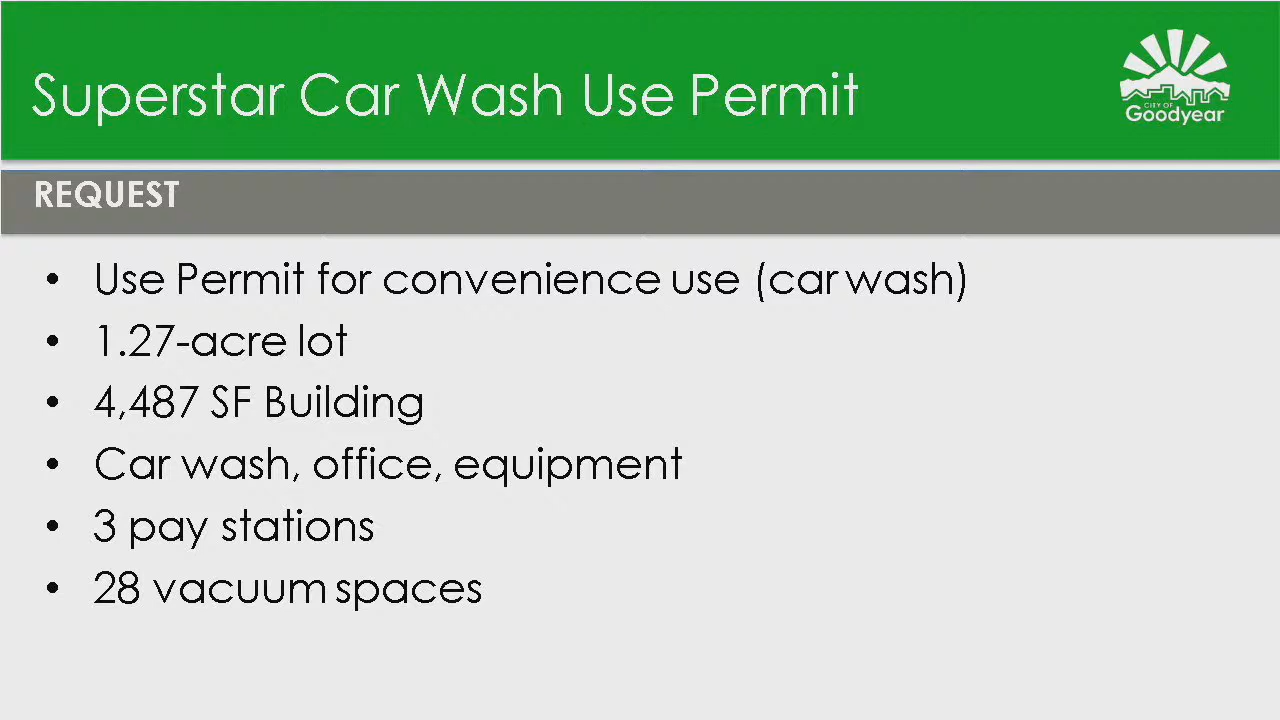 Superstar Car Wash Use Permit
CITY OF
Goodyear
REQUEST
• Use Permit for convenience use (car wash)
• 1.27-acre lot
• 4,487 SF Building
• Car wash, office, equipment
• 3 pay stations
• 28 vacuum spaces